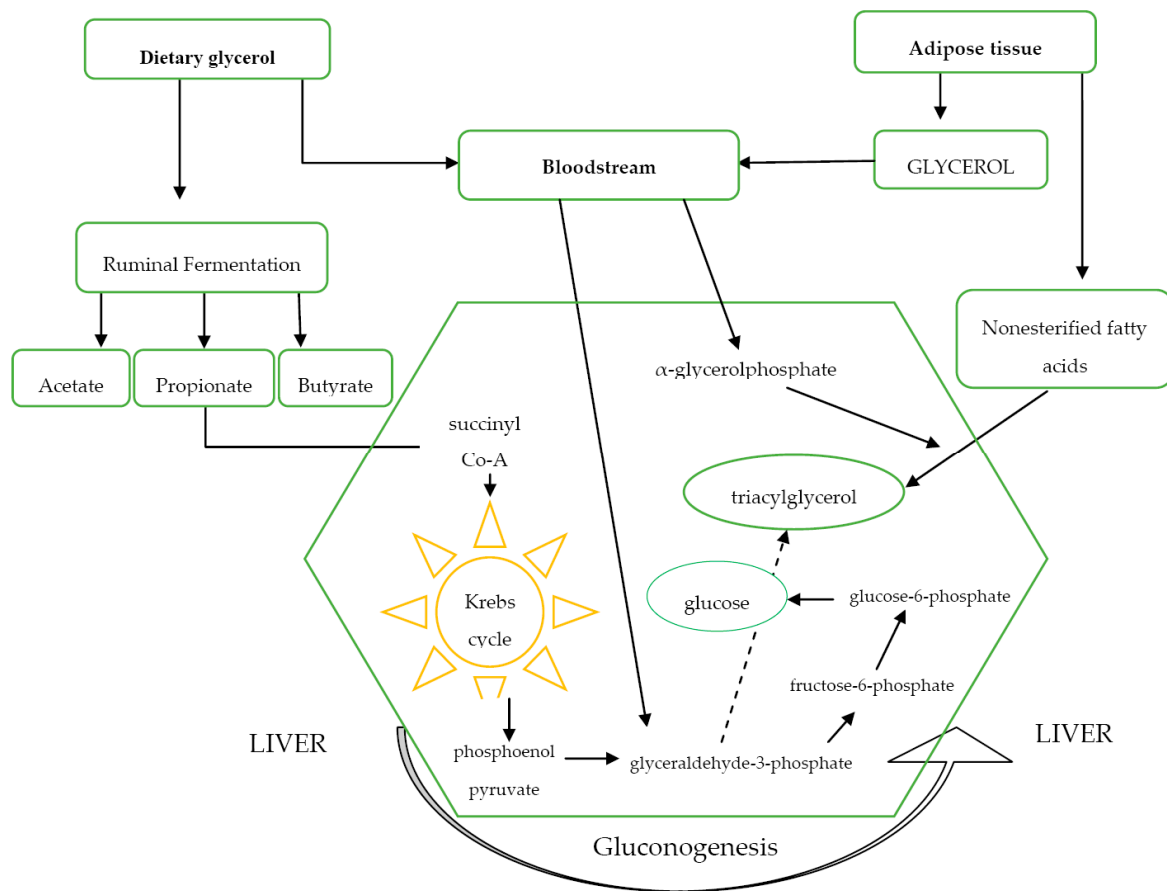 Dietary glycerol
Adipose tissue
Bloodstream
GLYCEROL
Ruminal Fermentation
Nonesterified fatty
acids
Acetate
Propionate
Butyrate
α-glycerolphosphate
succinyl
Co-A
triacylglycerol
Krebs
cycle
glucose
glucose-6-phosphate
fructose-6-phosphate
LIVER
LIVER
phosphoenol
pyruvate
glyceraldehyde-3-phosphate
Gluconogenesis